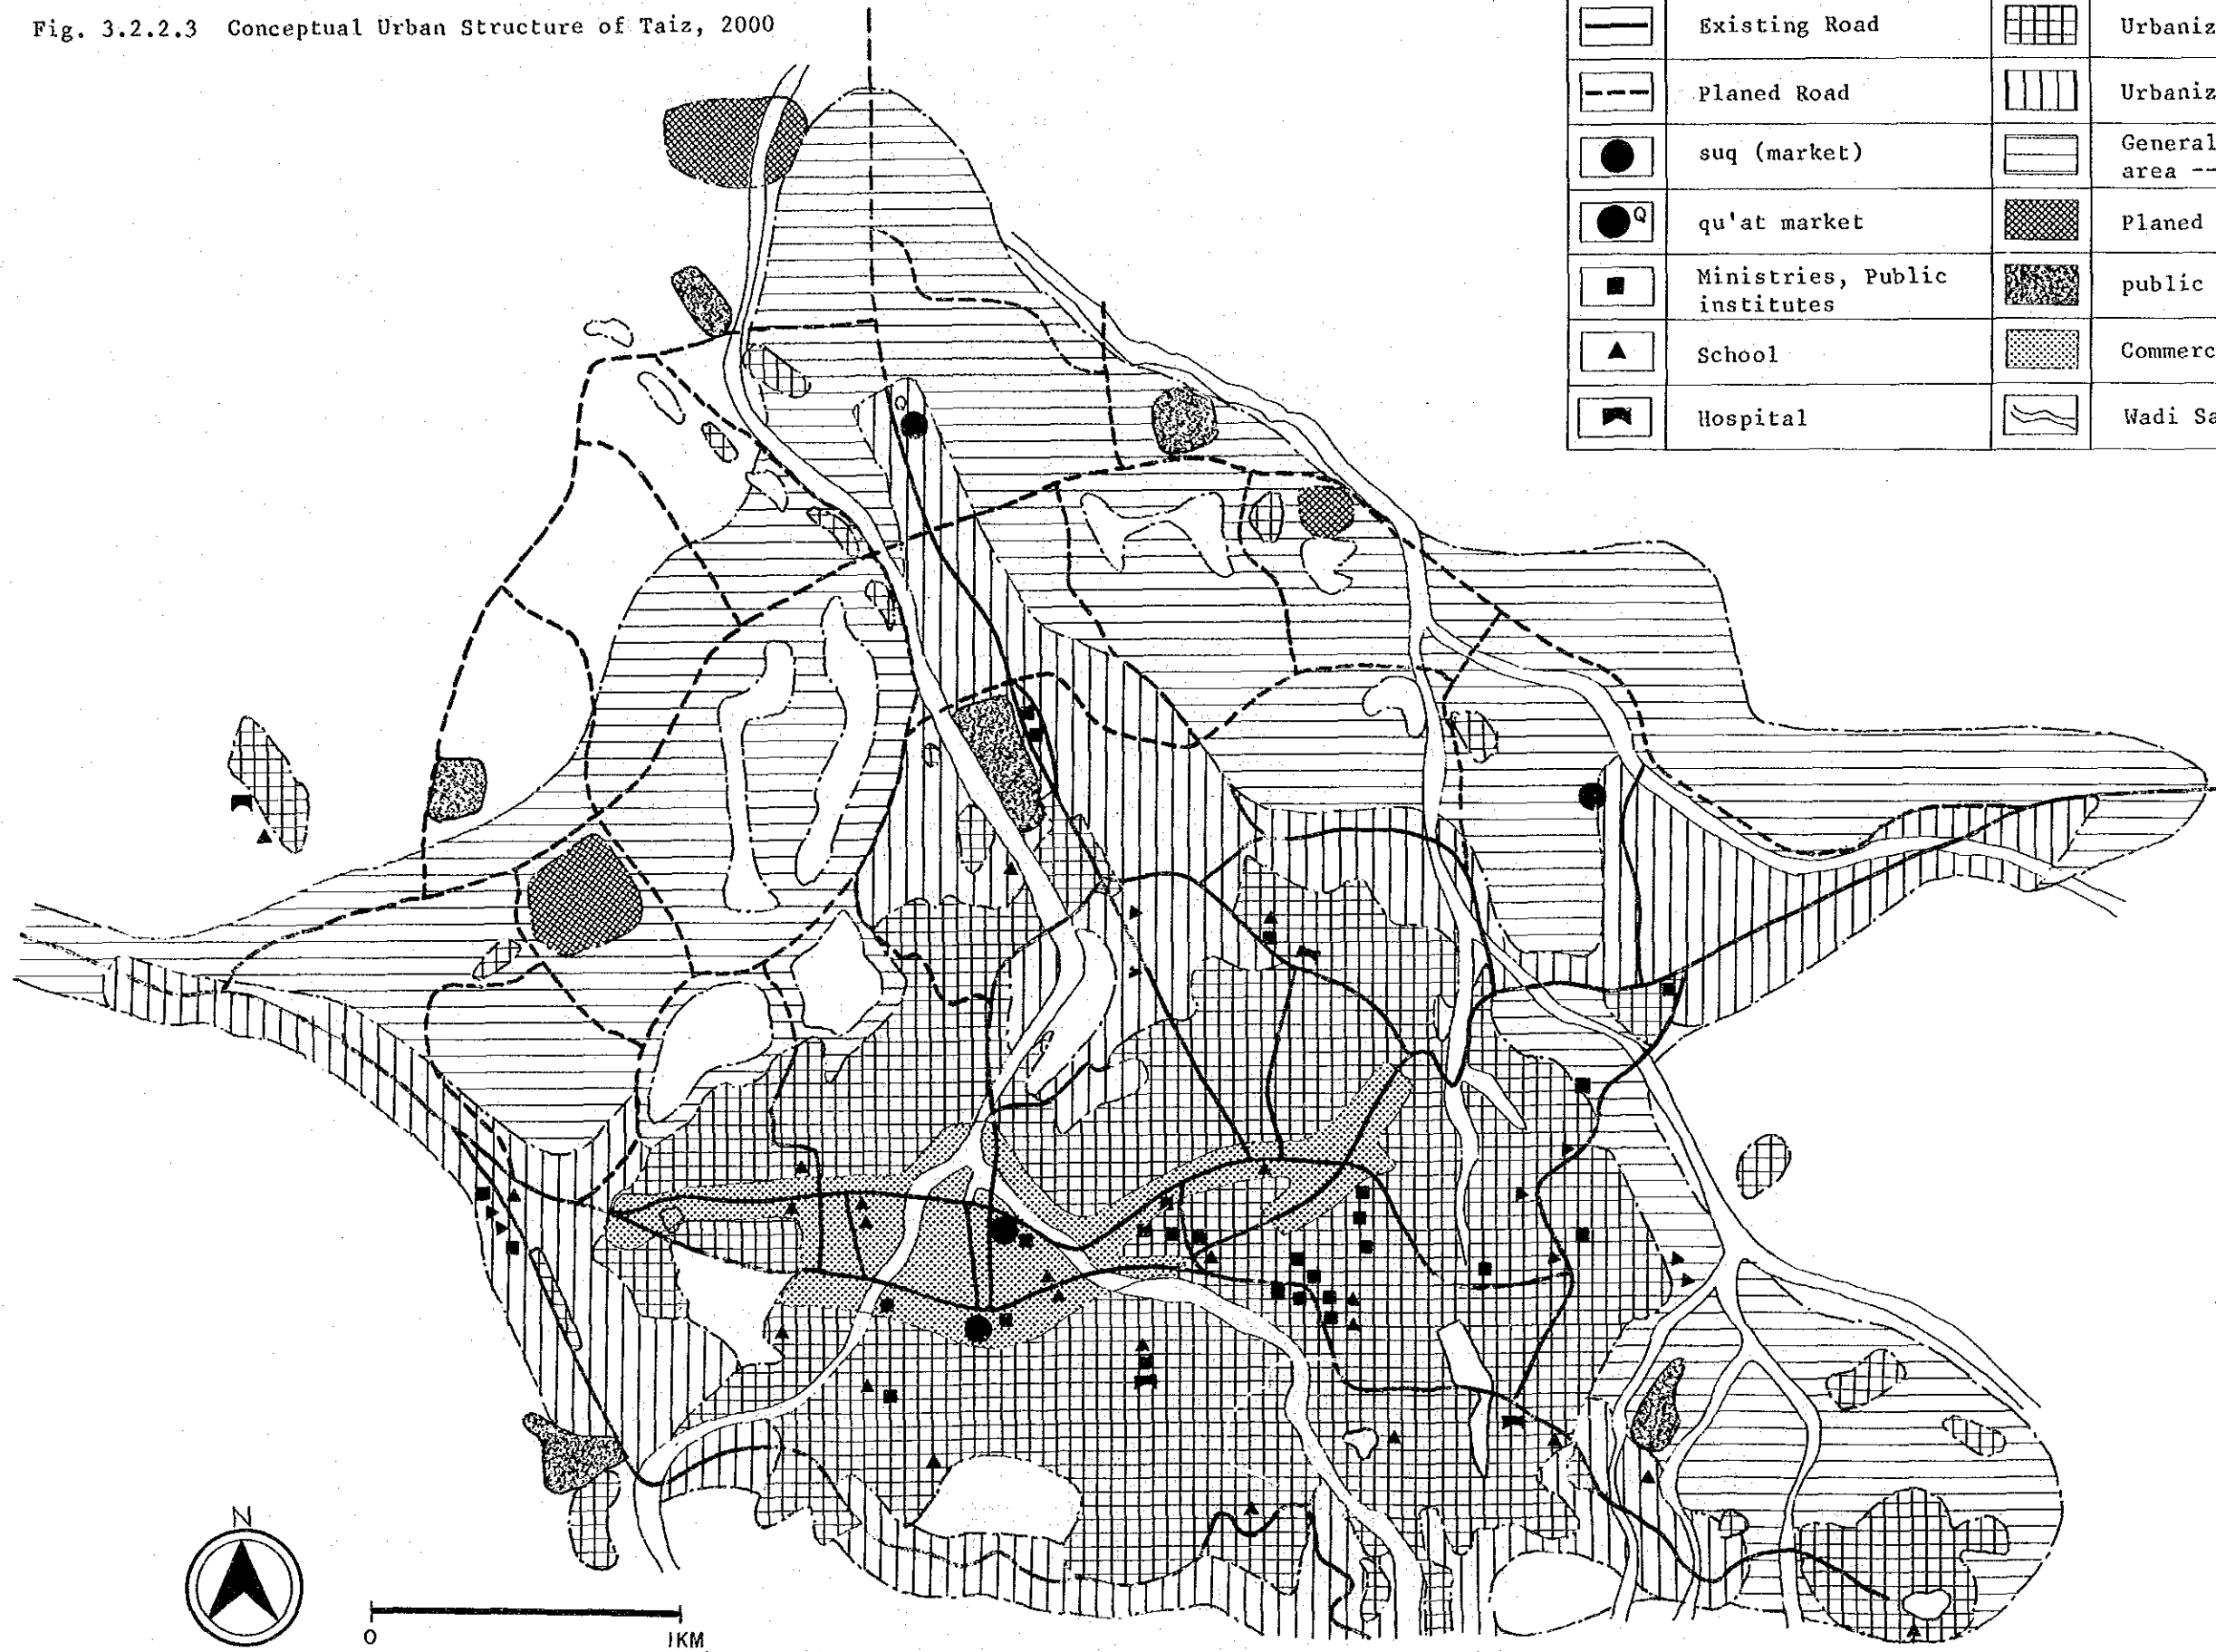 Fig. 3.2.2.3 Conceptual Urban Structure of Taiz, 2000
Existing Road
Urbaniz
Planed Road
Urbaniz
suq (market)
General
area --
Q
qu'at market
Planed
Ministries, Public
institutes
public
School
Commerc
Hospital
Wadi Sa
Q
N
0
1KM